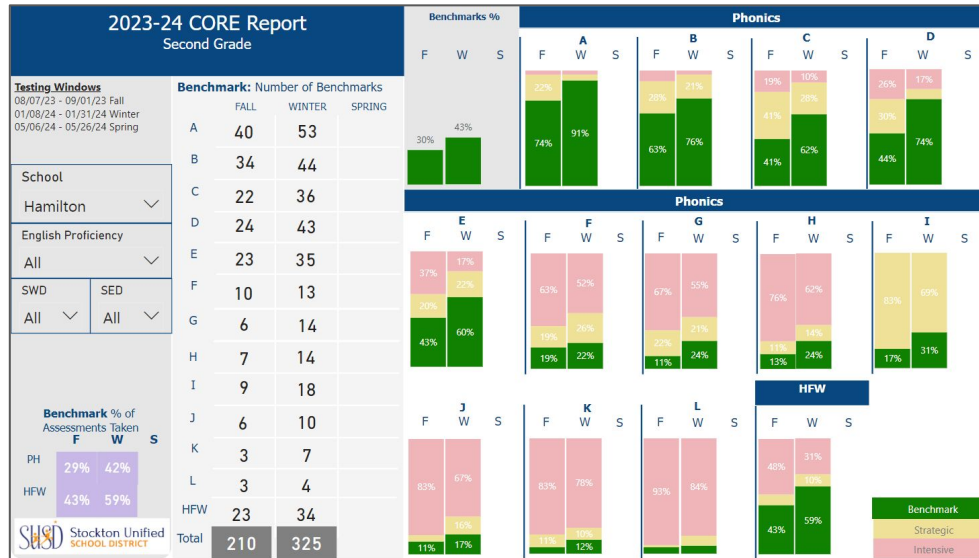 2023-24 CORE Report
Second Grade
Testing Windows
08/07/23 - 09/01/23 Fall
01/08/24 - 01/31/24 Winter
05/06/24 - 05/26/24 Spring
School
Hamilton
English Proficiency
All
SWD
SED
All
All
Benchmark % of
Assessments Taken
F W S
PH 29% 42%
HFW 43% 59%
SUSD Stockton Unified
SCHOOL DISTRICT
Benchmark: Number of Benchmarks
FALL WINTER SPRING
A 40 53
B 34 44
C 22 36
D 24 43
E 23 35
F 10 13
G 6 14
H 7 14
I 9 18
J 6 10
K 3 7
L 3 4
HFW 23 34
Total 210 325
Benchmarks %
F W S
30% 43%
Phonics
A
F W S
22%
74% 91%
B
F W S
28% 21%
63% 76%
C
F W S
19% 10%
41% 28%
41% 62%
D
F W S
26% 17%
30%
44% 74%
Phonics
E
F W S
37% 17%
20% 22%
43% 60%
F
F W S
63% 52%
19% 26%
19% 22%
G
F W S
67% 55%
22% 21%
11% 24%
H
F W S
76% 62%
11% 14%
13% 24%
I
F W S
83% 69%
17% 31%
J
F W S
83% 67%
16%
11% 17%
K
F W S
83% 78%
11% 10%
12%
L
F W S
93% 84%
HFW
F W S
48% 31%
10%
43% 59%
Benchmark
Strategic
Intensive